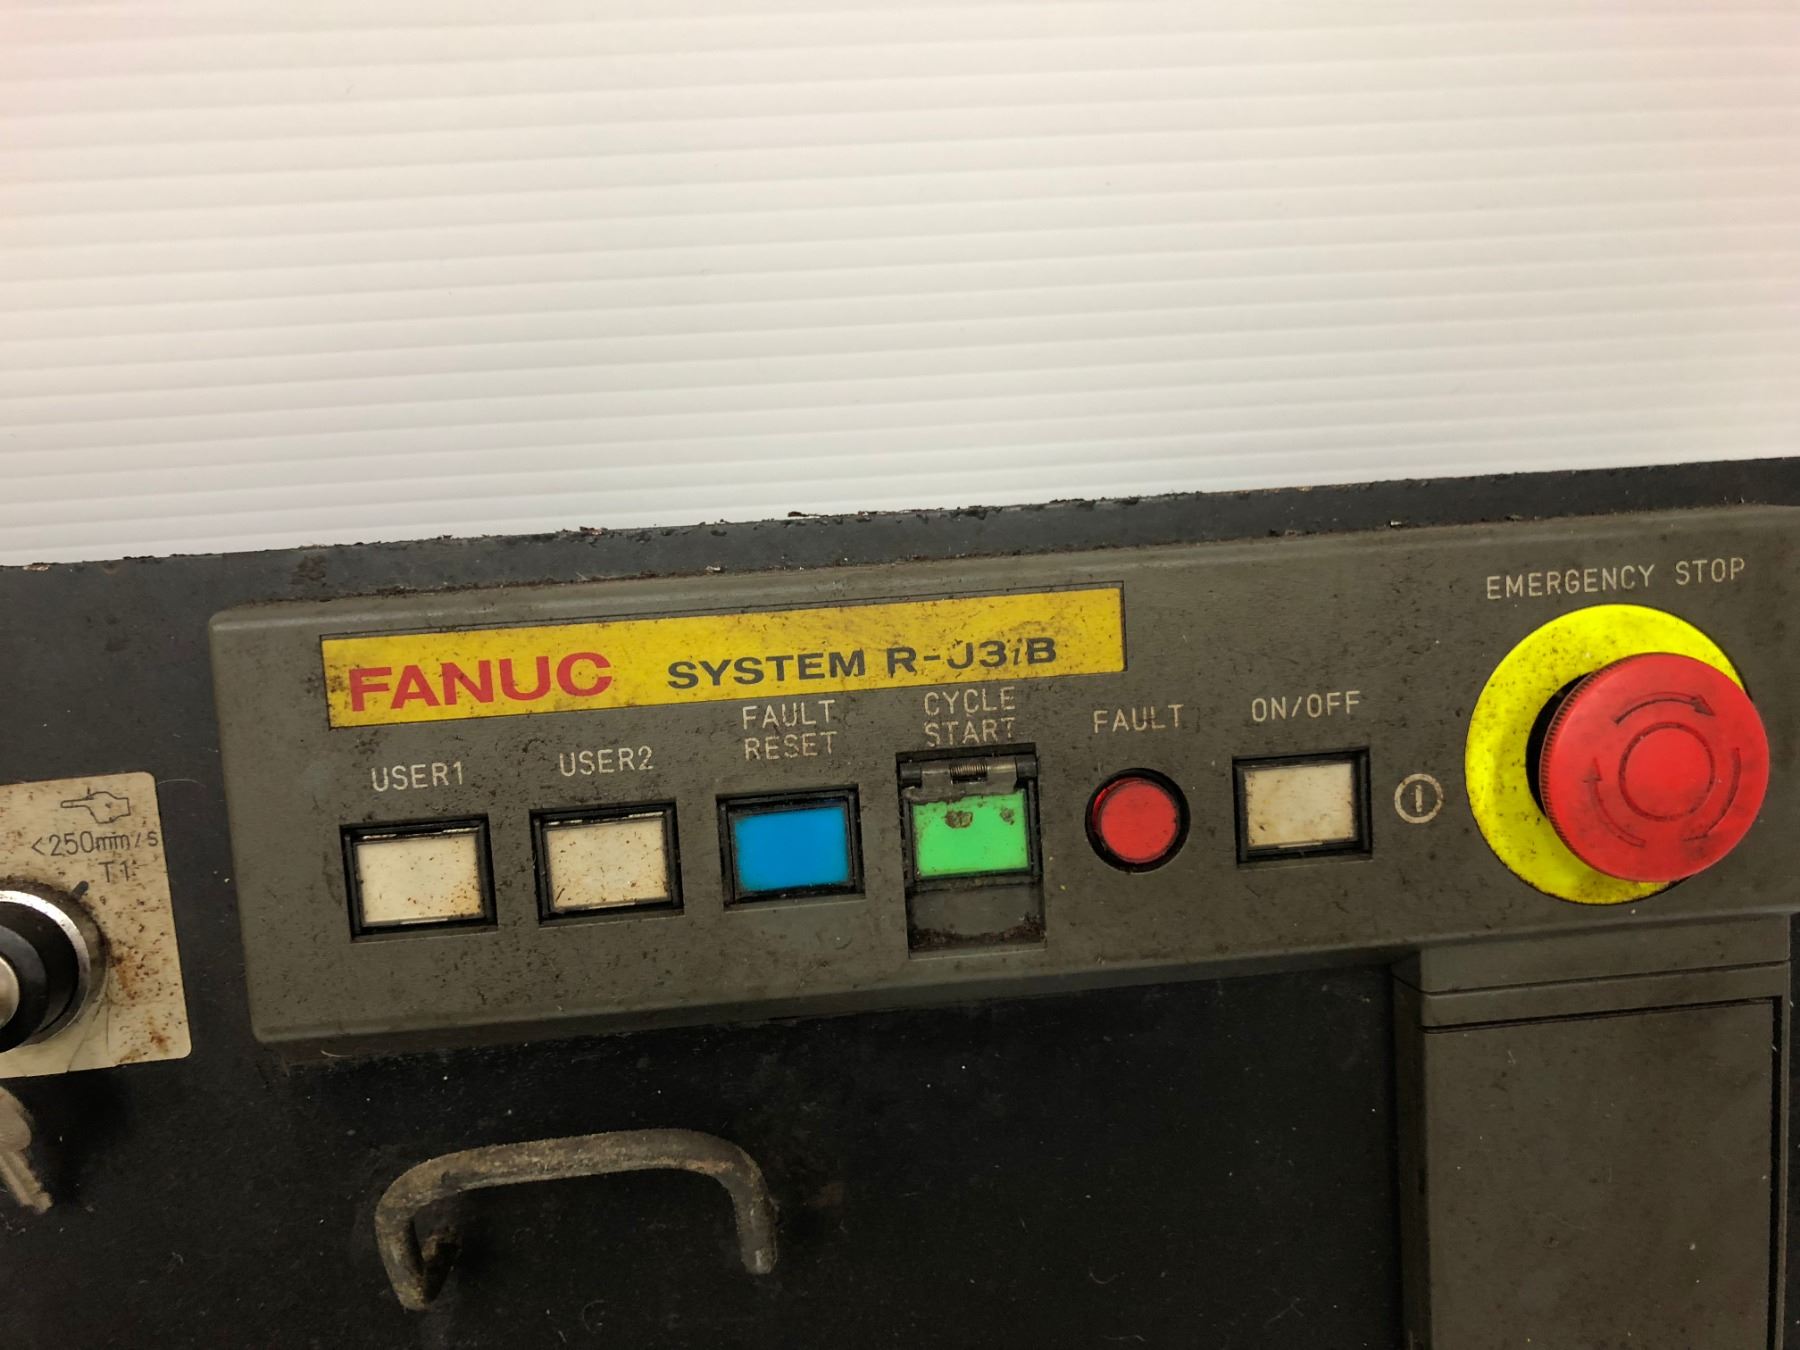 EMERGENCY STOP
FANUC SYSTEM R-J3iB
FAULT
RESET
CYCLE
START
FAULT
ON/OFF
USER1
USER2
<250mm/s
T1